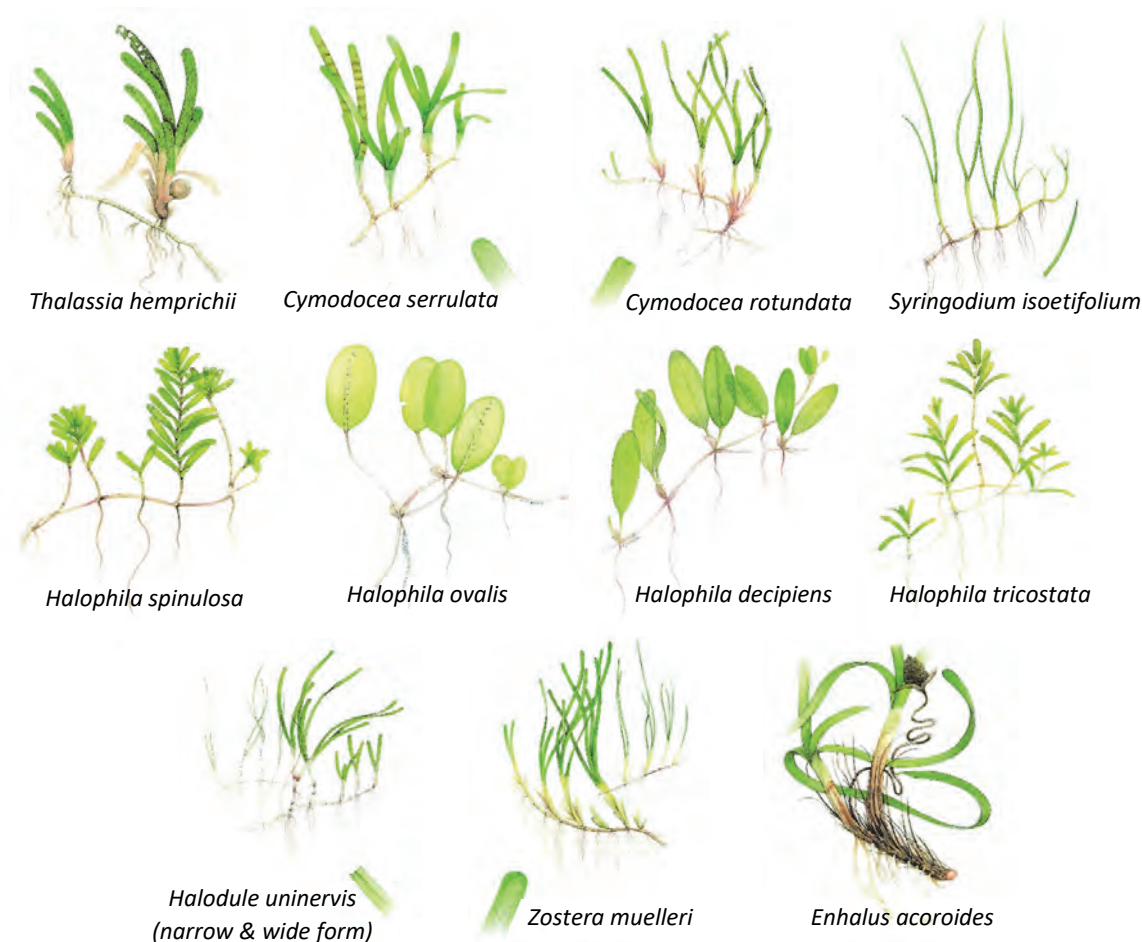 Thalassia hemprichii
Cymodocea serrulata
Cymodocea rotundata
Syringodium isoetifolium
Halophila spinulosa
Halophila ovalis
Halophila decipiens
Halophila tricostata
Halodule uninervis
(narrow & wide form)
Zostera muelleri
Enhalus acoroides